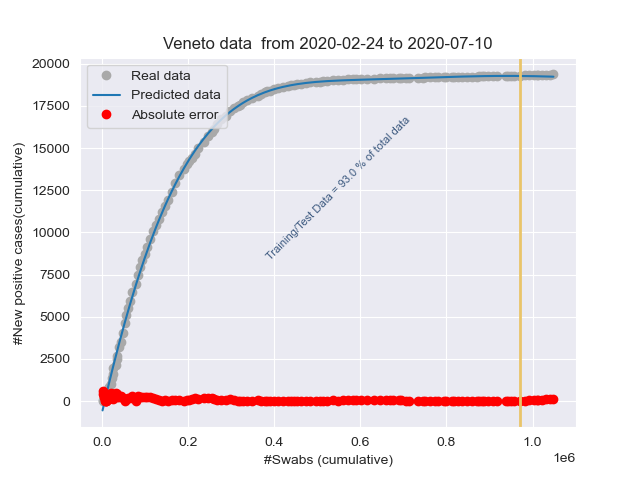 Veneto data  from 2020-02-24 to 2020-07-10
20000
17500
15000
12500
10000
7500
5000
2500
0
#New positive cases(cumulative)
Real data
Predicted data
Absolute error
Training/Test Data = 93.0 % of total data
0.0 0.2 0.4 0.6 0.8 1.0
1e6
#Swabs (cumulative)